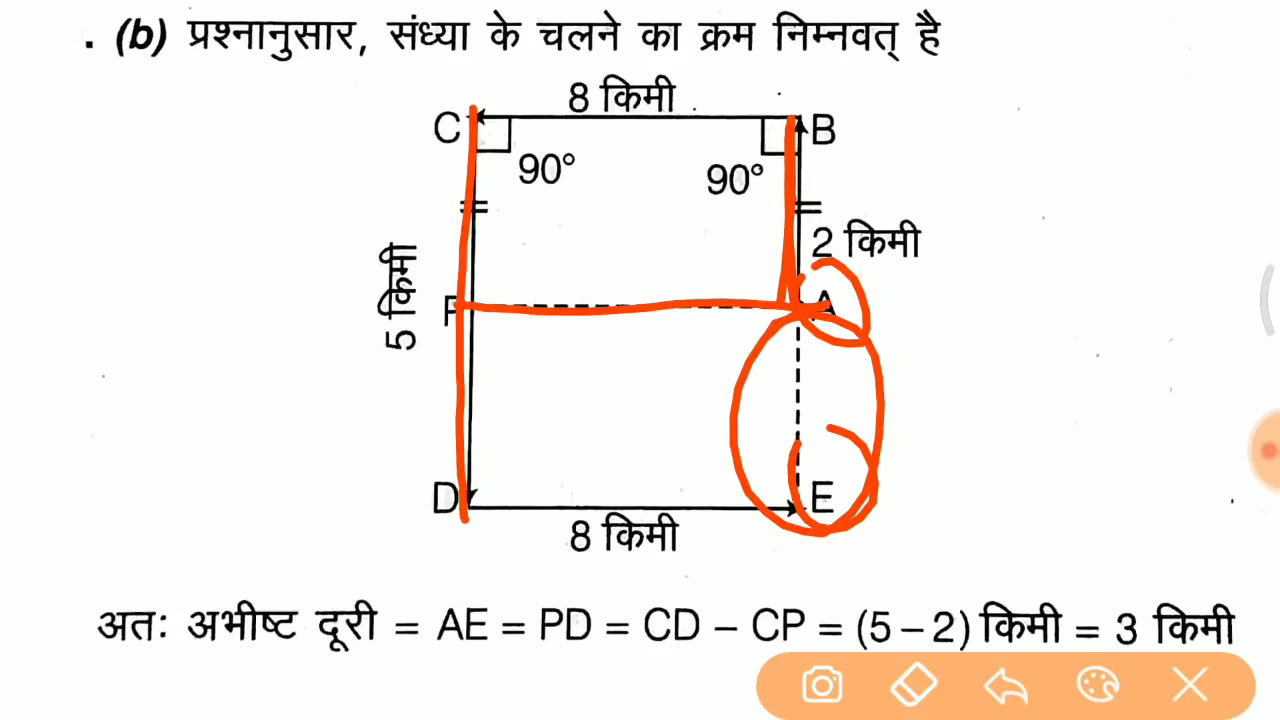 . (b) प्रश्नानुसार, संध्या के चलने का क्रम निम्नवत् है
8 किमी
C B
90° 90°
2 किमी
5 किमी
P A
D E
8 किमी
अतः अभीष्ट दूरी = AE = PD = CD – CP = (5 – 2) किमी = 3 किमी